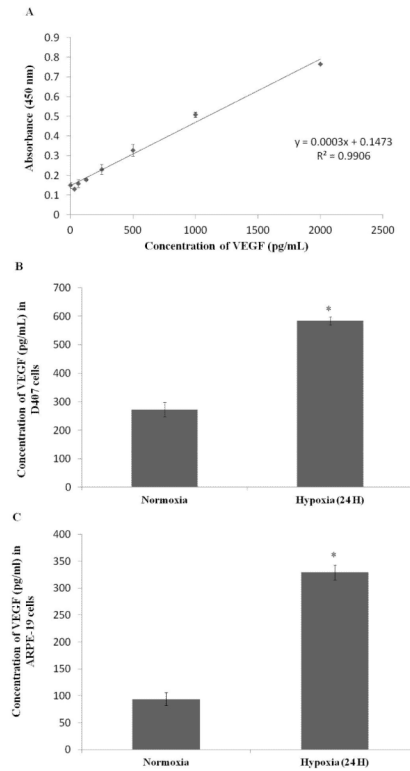 A
Absorbance (450 nm)
0.9
0.8
0.7
0.6
0.5
0.4
0.3
0.2
0.1
0
y = 0.0003x + 0.1473
R² = 0.9906
0 500 1000 1500 2000 2500
Concentration of VEGF (pg/mL)
B
Concentration of VEGF (pg/mL) in
D407 cells
700
600
500
400
300
200
100
0
*
Normoxia Hypoxia (24 H)
C
Concentration of VEGF (pg/ml) in
ARPE-19 cells
400
350
300
250
200
150
100
50
0
*
Normoxia Hypoxia (24 H)